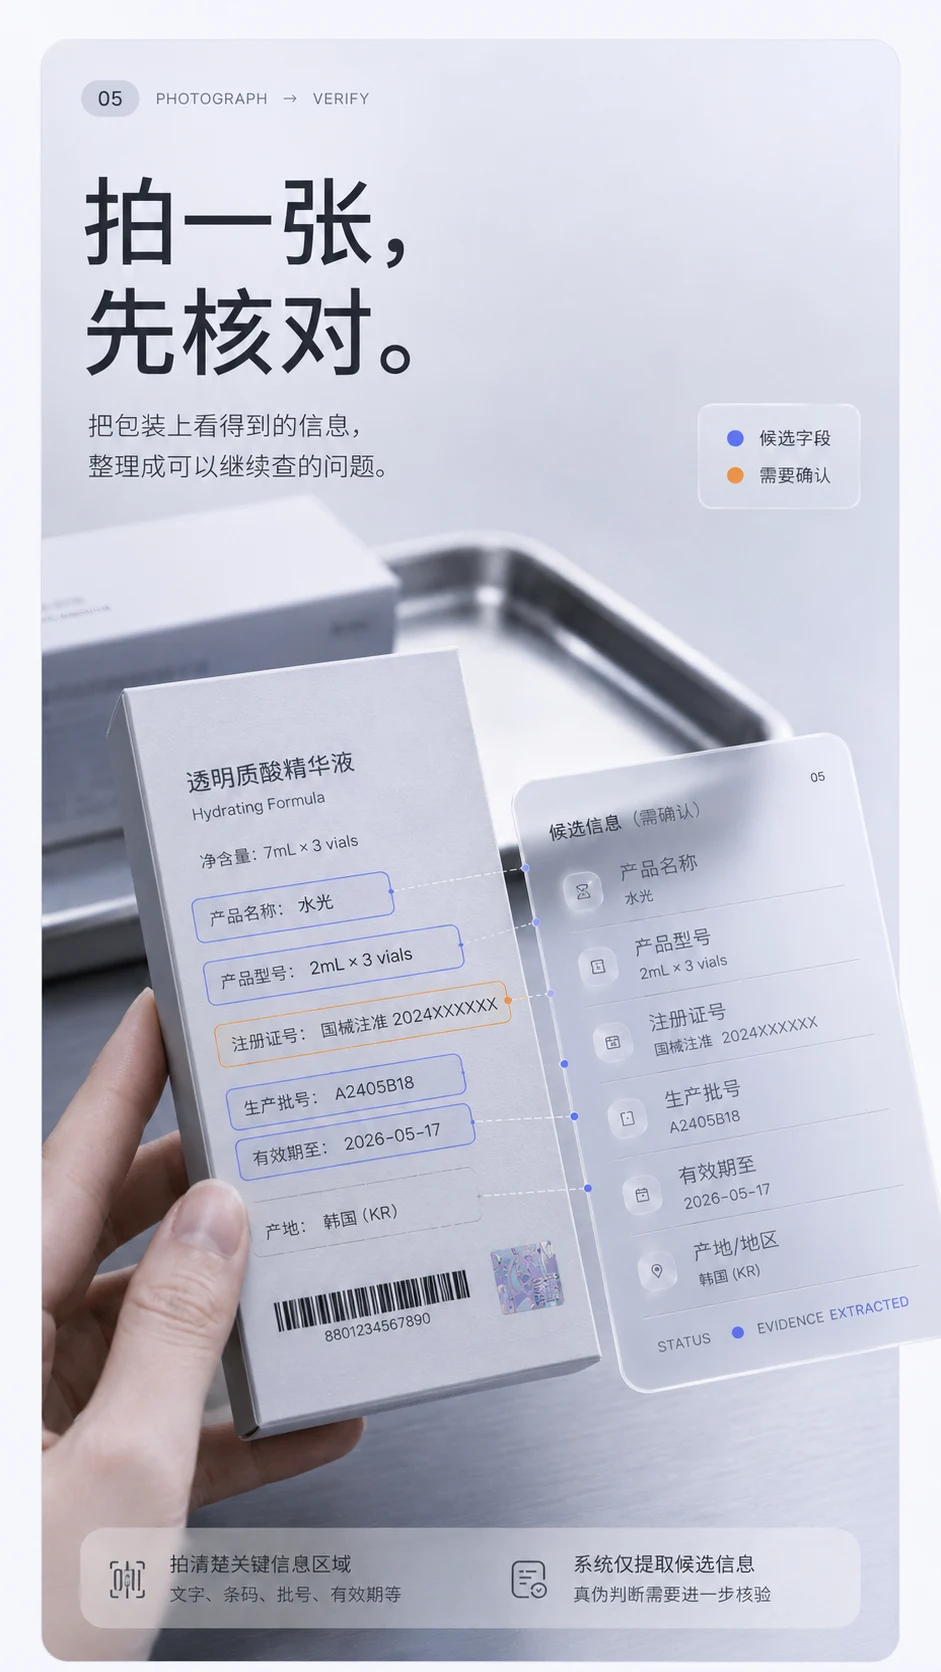 05 PHOTOGRAPH → VERIFY
拍一张，
先核对。
把包装上看得到的信息，
整理成可以继续查的问题。
候选字段
需要确认
透明质酸精华液
Hydrating Formula
净含量：7mL × 3 vials
产品名称： 水光
产品型号： 2mL × 3 vials
注册证号： 国械注准 2024XXXXXX
生产批号： A2405B18
有效期至： 2026-05-17
产地： 韩国 (KR)
8801234567890
05
候选信息（需确认）
产品名称
水光
产品型号
2mL × 3 vials
注册证号
国械注准 2024XXXXXX
生产批号
A2405B18
有效期至
2026-05-17
产地/地区
韩国 (KR)
STATUS EVIDENCE EXTRACTED
拍清楚关键信息区域
文字、条码、批号、有效期等
系统仅提取候选信息
真伪判断需要进一步核验